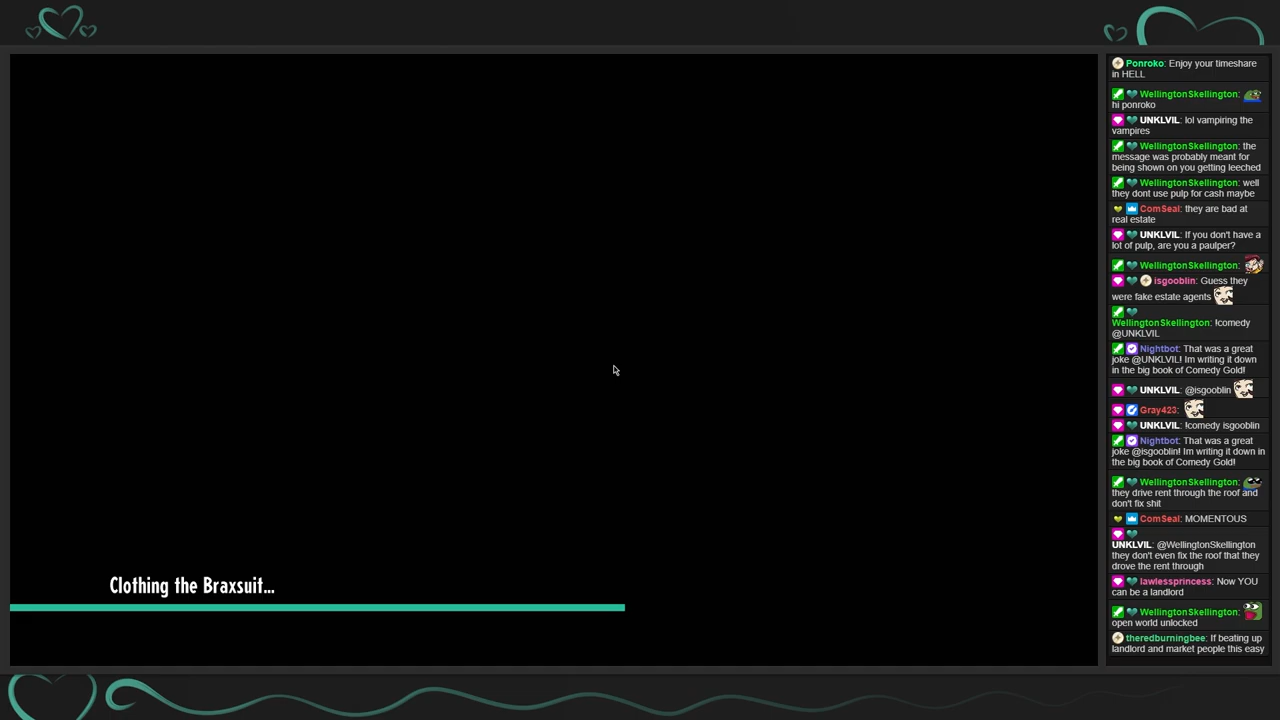 Clothing the Braxsuit...
Ponroko: Enjoy your timeshare
in HELL
WellingtonSkellington:
hi ponroko
UNKLVIL: lol vampiring the
vampires
WellingtonSkellington: the
message was probably meant for
being shown on you getting leeched
WellingtonSkellington: well
they dont use pulp for cash maybe
ComSeal: they are bad at
real estate
UNKLVIL: If you don't have a
lot of pulp, are you a paulper?
WellingtonSkellington:
isgooblin: Guess they
were fake estate agents
WellingtonSkellington: !comedy
@UNKLVIL
Nightbot: That was a great
joke @UNKLVIL! Im writing it down
in the big book of Comedy Gold!
UNKLVIL: @isgooblin
Gray423:
UNKLVIL: !comedy isgooblin
Nightbot: That was a great
joke @isgooblin! Im writing it down in
the big book of Comedy Gold!
WellingtonSkellington:
they drive rent through the roof and
don't fix shit
ComSeal: MOMENTOUS
UNKLVIL: @WellingtonSkellington
they don't even fix the roof that they
drove the rent through
lawlessprincess: Now YOU
can be a landlord
WellingtonSkellington:
open world unlocked
theredburningbee: If beating up
landlord and market people this easy